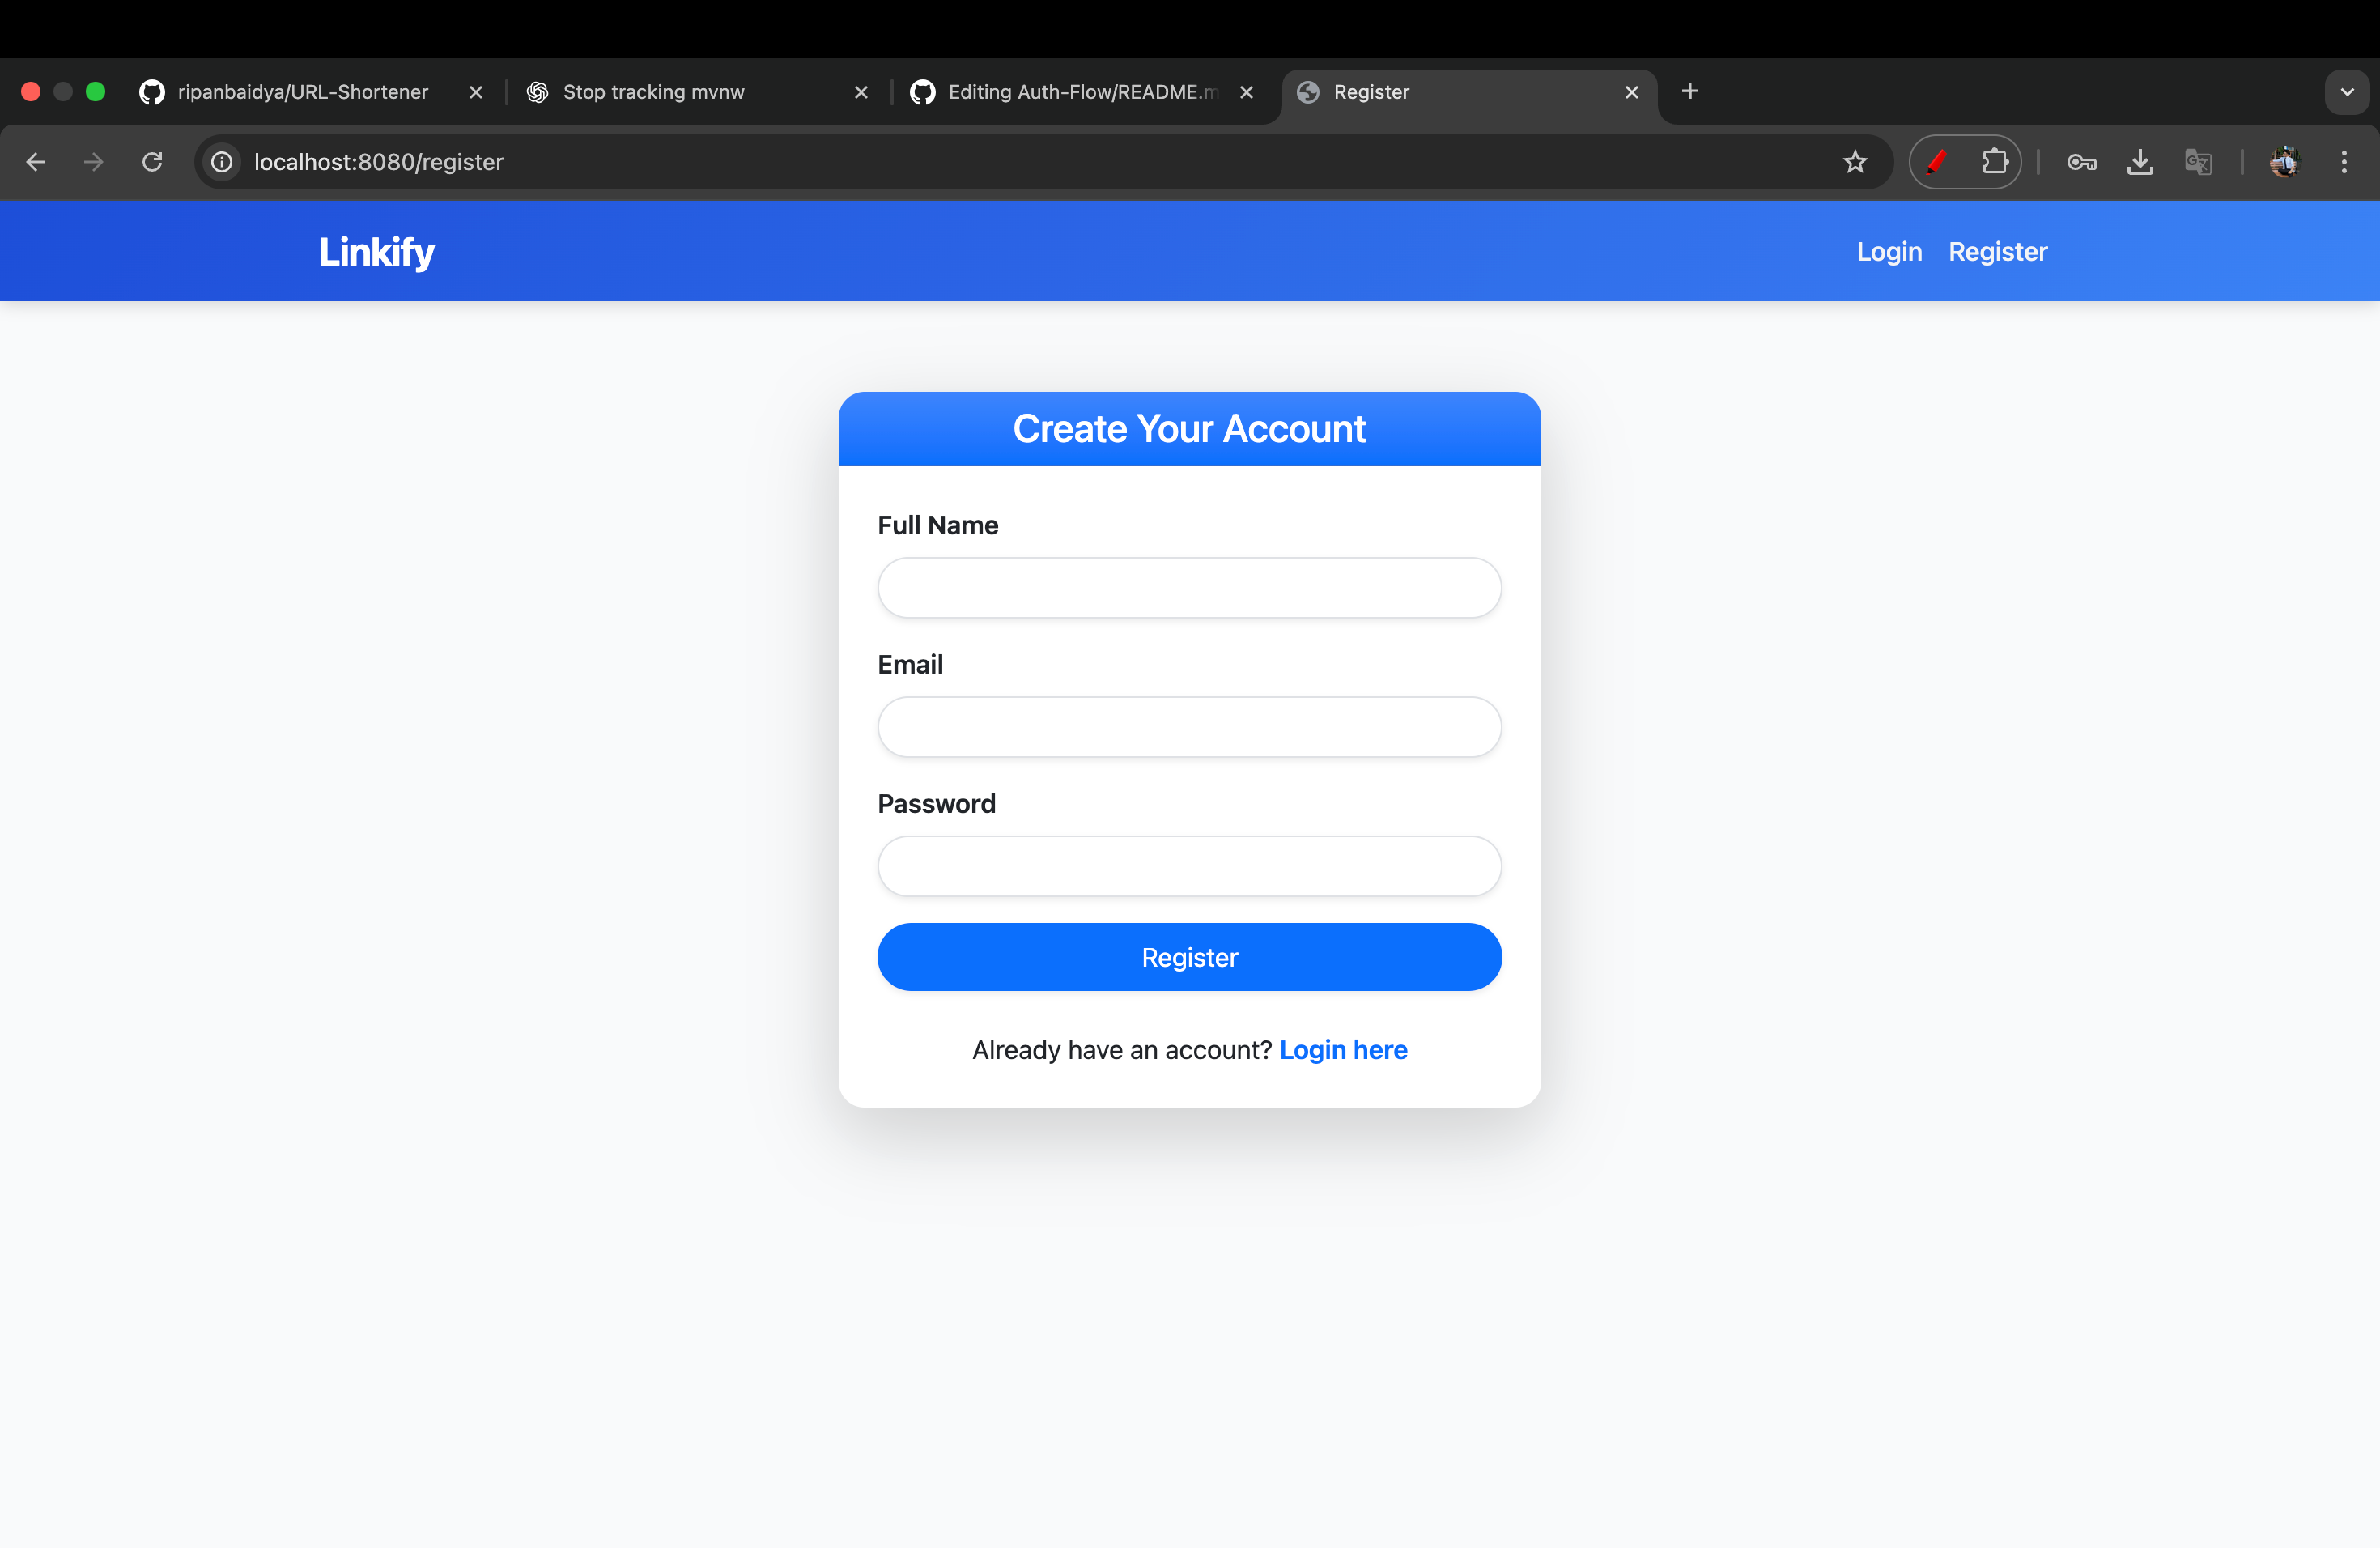 ripanbaidya/URL-Shortener
Stop tracking mvnw
Editing Auth-Flow/README.m
Register
localhost:8080/register
Linkify
Login
Register
Create Your Account
Full Name
Email
Password
Register
Already have an account? Login here